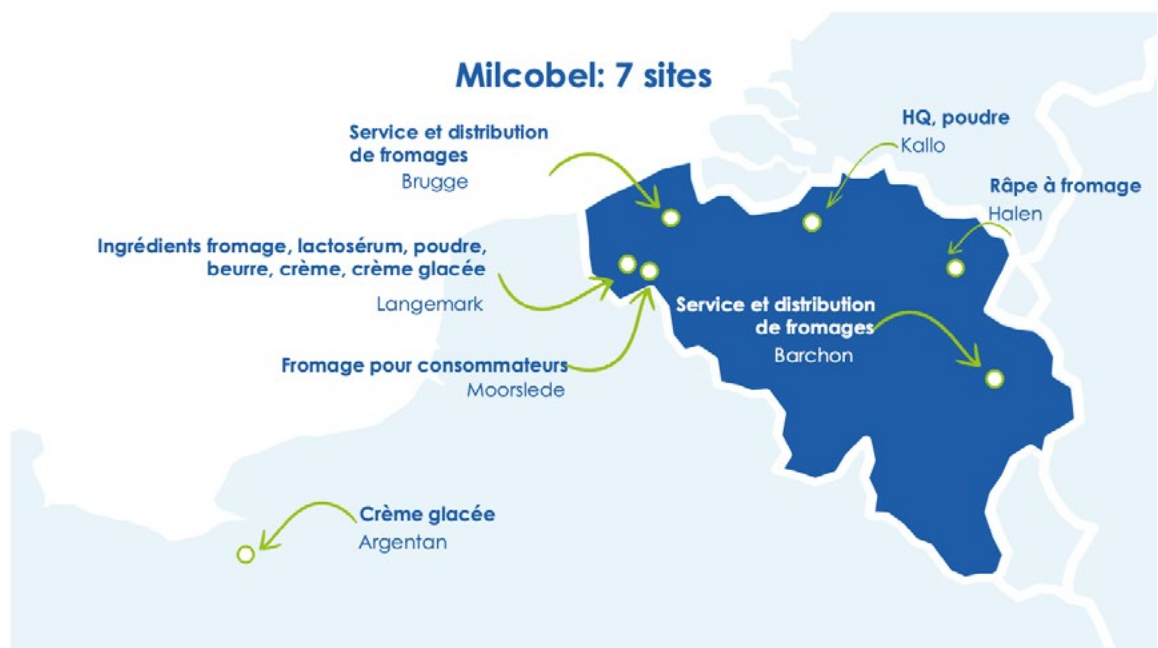 Milcobel: 7 sites
Service et distribution
de fromages
Brugge
HQ, poudre
Kallo
Râpe à fromage
Halen
Ingrédients fromage, lactosérum, poudre,
beurre, crème, crème glacée
Langemark
Service et distribution
de fromages
Barchon
Fromage pour consommateurs
Moorslede
Crème glacée
Argentan